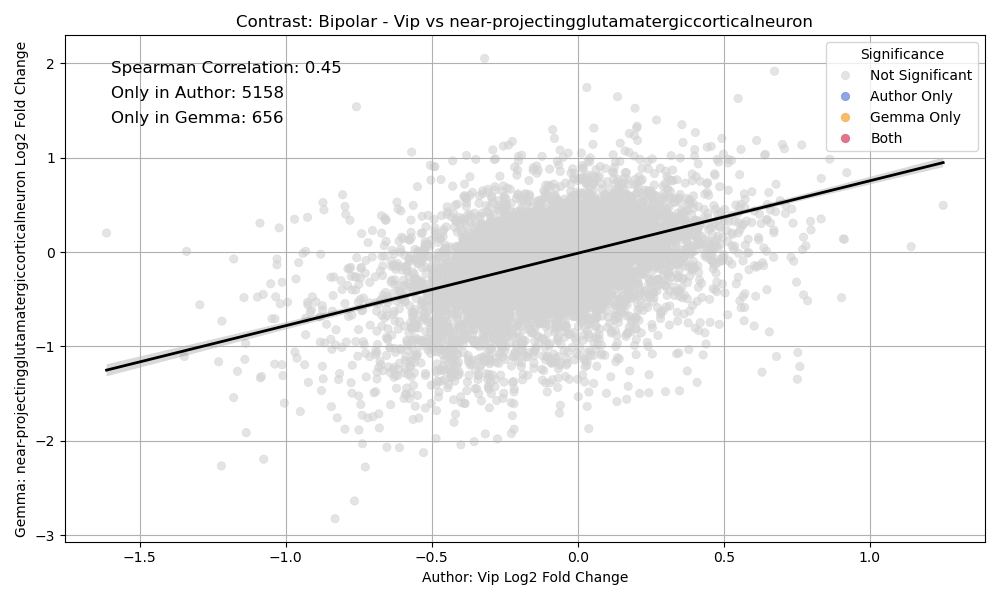 Contrast: Bipolar - Vip vs near-projectingglutamatergiccorticalneuron
Spearman Correlation: 0.45
Only in Author: 5158
Only in Gemma: 656
Significance
Not Significant
Author Only
Gemma Only
Both
Gemma: near-projectingglutamatergiccorticalneuron Log2 Fold Change
2
1
0
−1
−2
−3
−1.5
−1.0
−0.5
0.0
0.5
1.0
Author: Vip Log2 Fold Change